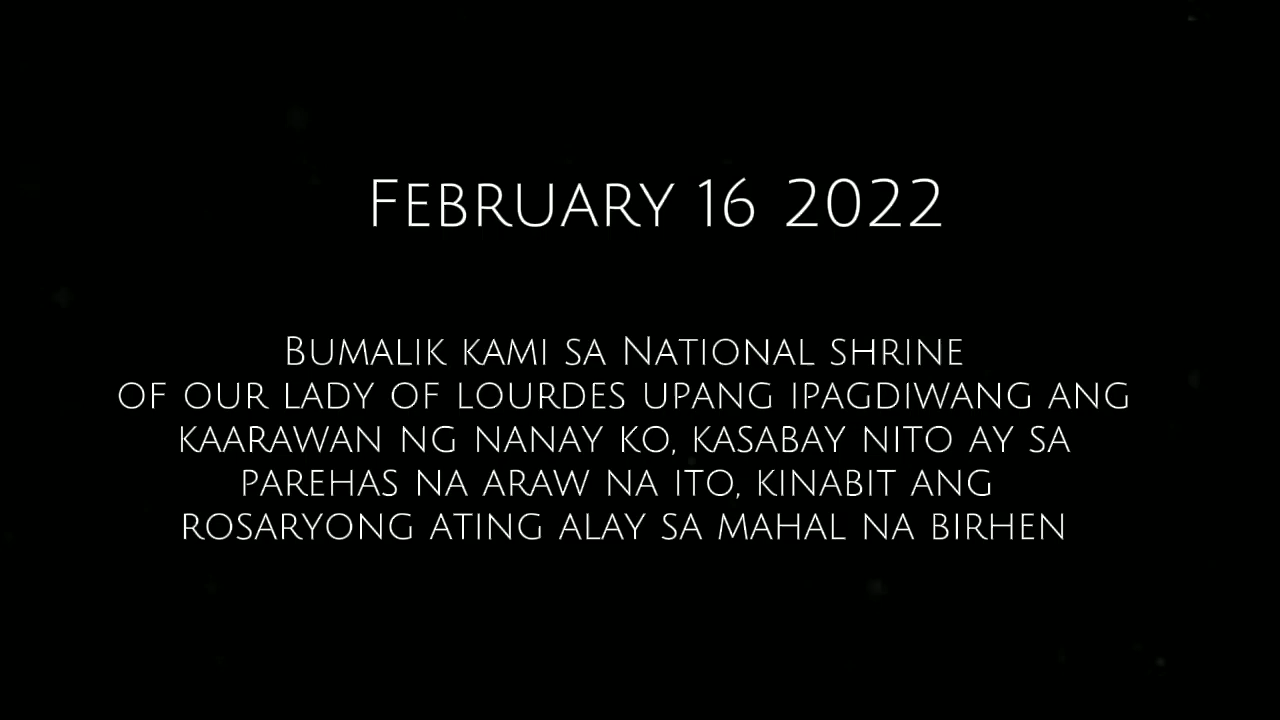 February 16 2022
Bumalik kami sa National shrine
of our lady of lourdes upang ipagdiwang ang
kaarawan ng nanay ko, kasabay nito ay sa
parehas na araw na ito, kinabit ang
rosaryong ating alay sa mahal na birhen